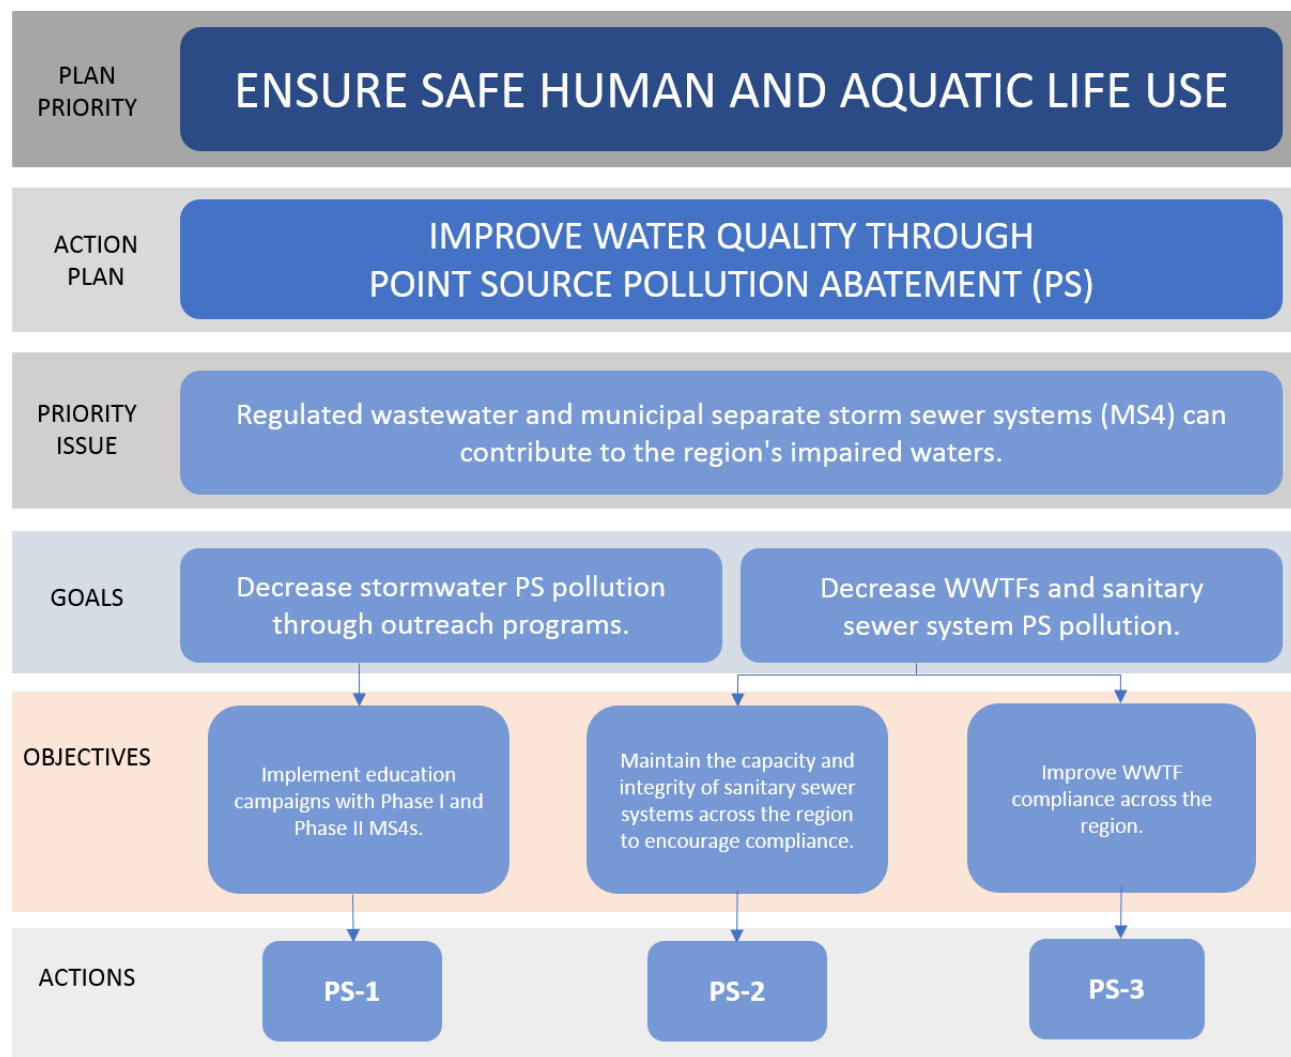 PLAN
PRIORITY
ENSURE SAFE HUMAN AND AQUATIC LIFE USE
ACTION
PLAN
IMPROVE WATER QUALITY THROUGH
POINT SOURCE POLLUTION ABATEMENT (PS)
PRIORITY
ISSUE
Regulated wastewater and municipal separate storm sewer systems (MS4) can
contribute to the region's impaired waters.
GOALS
Decrease stormwater PS pollution
through outreach programs.
Decrease WWTFs and sanitary
sewer system PS pollution.
OBJECTIVES
Implement education
campaigns with Phase I and
Phase II MS4s.
Maintain the capacity and
integrity of sanitary sewer
systems across the region
to encourage compliance.
Improve WWTF
compliance across the
region.
ACTIONS
PS-1
PS-2
PS-3